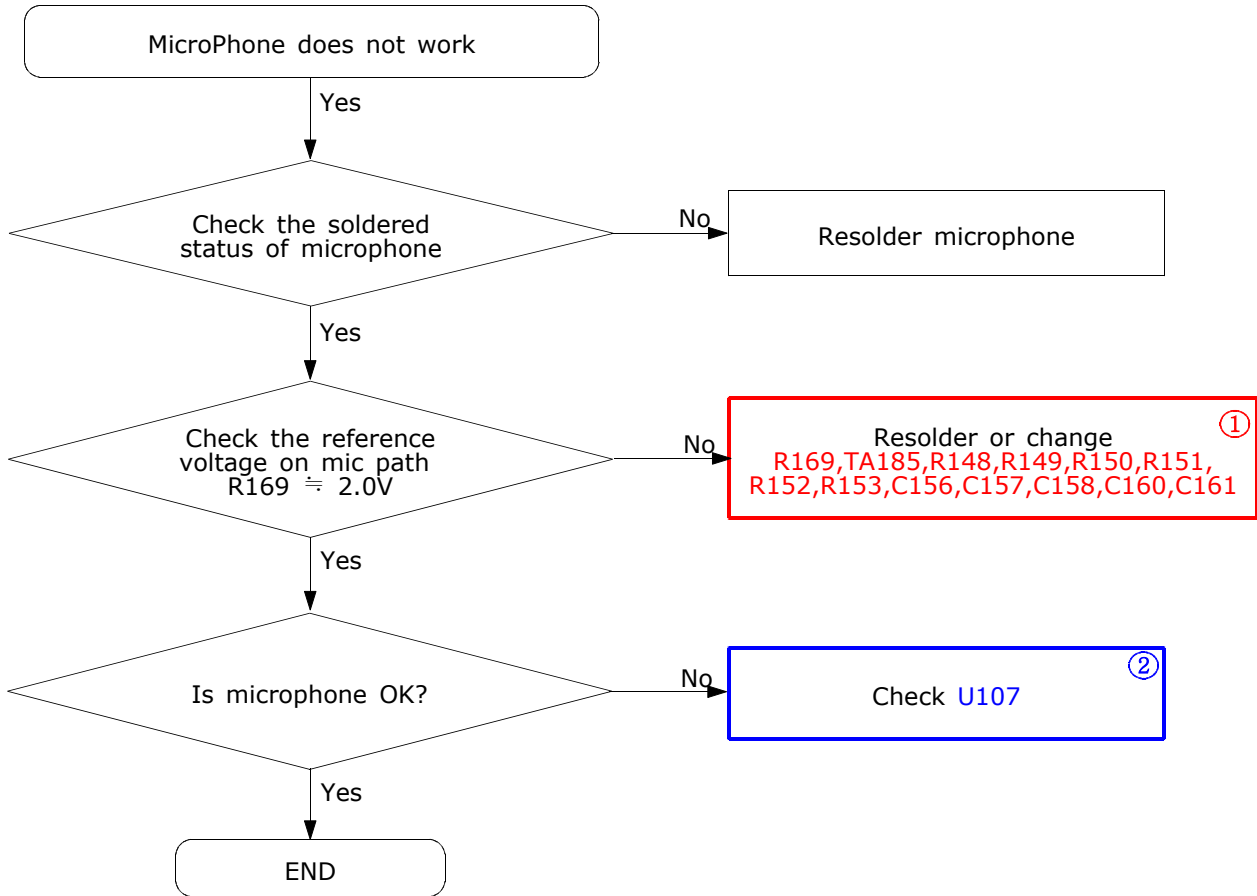 MicroPhone does not work
Yes
Check the soldered
status of microphone
No
Resolder microphone
Yes
Check the reference
voltage on mic path
R169 ≒ 2.0V
No
①
Resolder or change
R169,TA185,R148,R149,R150,R151,
R152,R153,C156,C157,C158,C160,C161
Yes
Is microphone OK?
No
②
Check U107
Yes
END